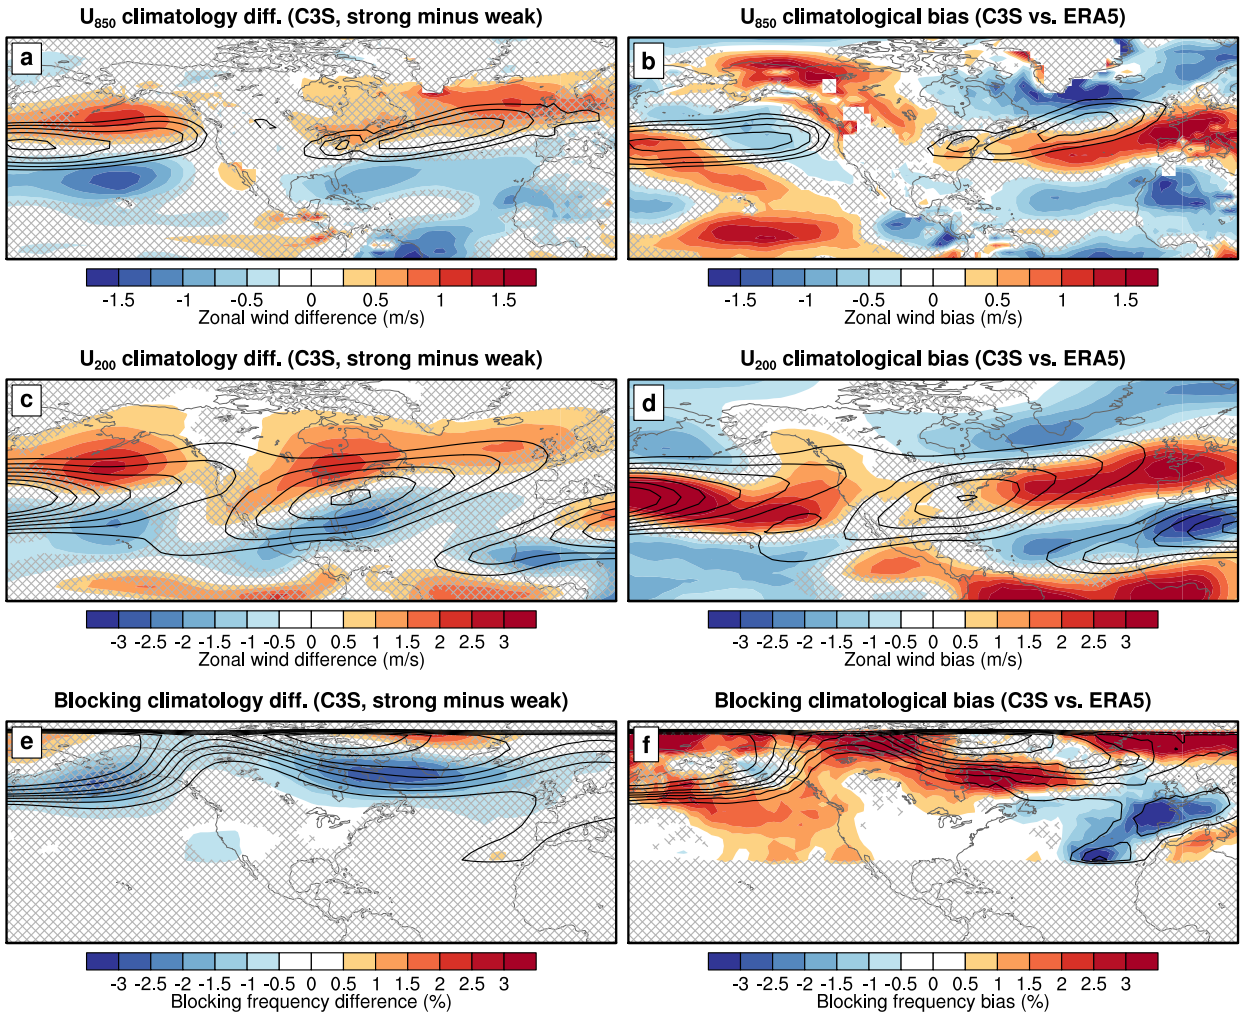 U850 climatology diff. (C3S, strong minus weak)
a
-1.5 -1 -0.5 0 0.5 1 1.5
Zonal wind difference (m/s)
U850 climatological bias (C3S vs. ERA5)
b
-1.5 -1 -0.5 0 0.5 1 1.5
Zonal wind bias (m/s)
U200 climatology diff. (C3S, strong minus weak)
c
-3 -2.5 -2 -1.5 -1 -0.5 0 0.5 1 1.5 2 2.5 3
Zonal wind difference (m/s)
U200 climatological bias (C3S vs. ERA5)
d
-3 -2.5 -2 -1.5 -1 -0.5 0 0.5 1 1.5 2 2.5 3
Zonal wind bias (m/s)
Blocking climatology diff. (C3S, strong minus weak)
e
-3 -2.5 -2 -1.5 -1 -0.5 0 0.5 1 1.5 2 2.5 3
Blocking frequency difference (%)
Blocking climatological bias (C3S vs. ERA5)
f
-3 -2.5 -2 -1.5 -1 -0.5 0 0.5 1 1.5 2 2.5 3
Blocking frequency bias (%)